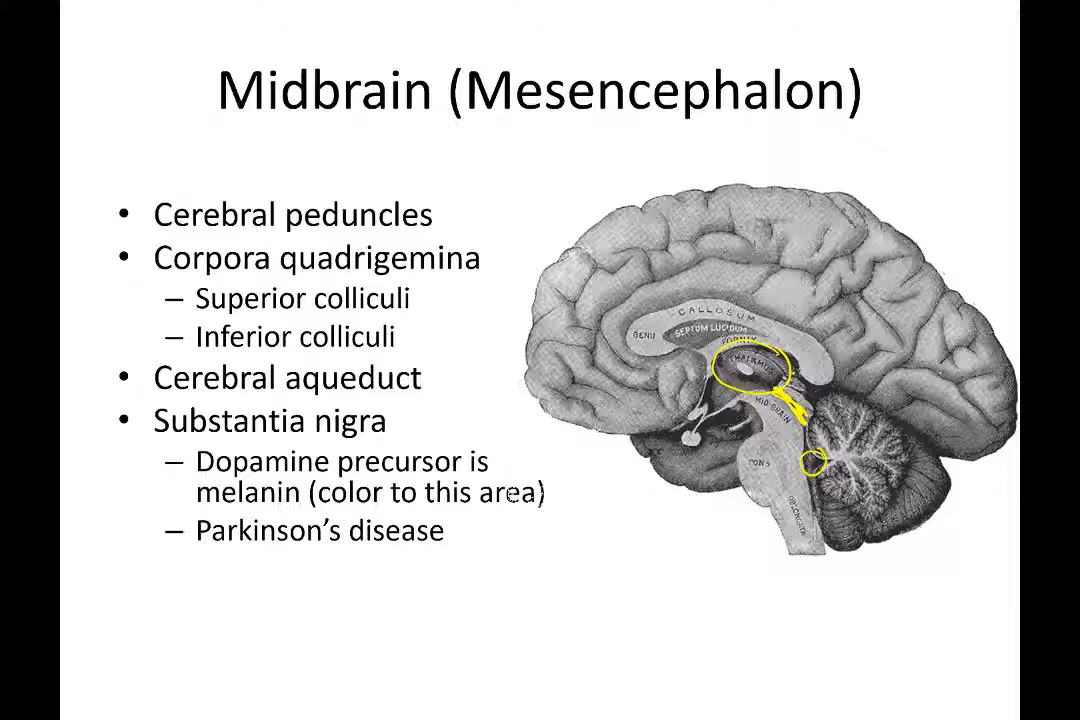 Midbrain (Mesencephalon)
• Cerebral peduncles
• Corpora quadrigemina
– Superior colliculi
– Inferior colliculi
• Cerebral aqueduct
• Substantia nigra
– Dopamine precursor is
melanin (color to this area)
– Parkinson’s disease
CALLOSUM
GENU
SEPTUM LUCIDUM
FORNIX
THALAMUS
MID BRAIN
PONS